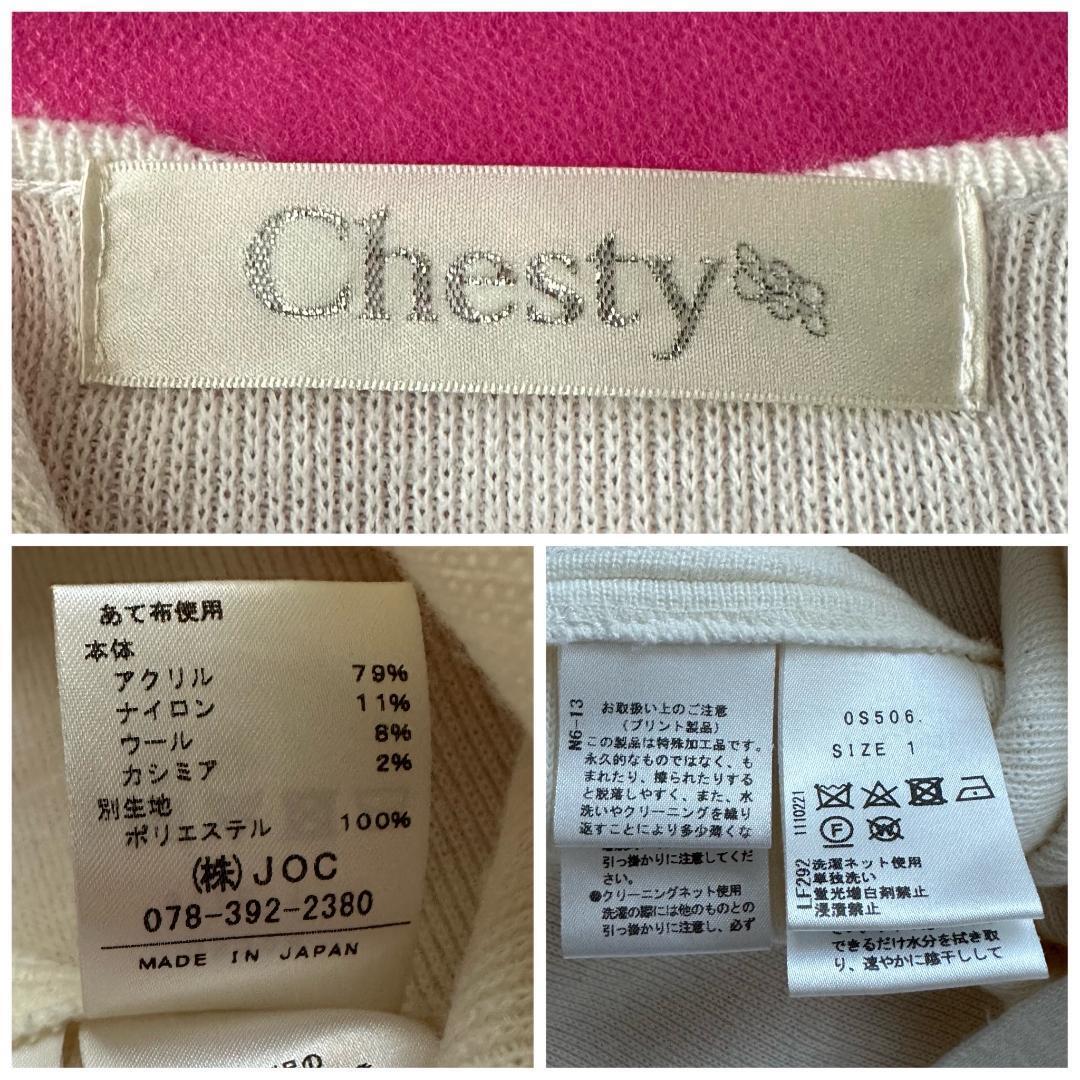 Chesty
あて布使用
本体
アクリル 79%
ナイロン 11%
ウール 8%
カシミア 2%
別生地
ポリエステル 100%
(株)JOC
078-392-2380
MADE IN JAPAN
N6-13
お取扱い上のご注意
(プリント製品)
この製品は特殊加工品です。
永久的なものではなく、も
まれたり、擦られたりする
と脱落しやすく、また、水
洗いやクリーニングを繰り
返すことにより多少薄くな
引っ掛かりに注意してくだ
さい。
●クリーニングネット使用
洗濯の際には他のものとの
引っ掛かりに注意し、必ず
0S506.
SIZE 1
F
W
LF292 1110221
洗濯ネット使用
単独洗い
蛍光増白剤禁止
浸漬禁止
できるだけ水分を拭き取
り、速やかに陰干しして